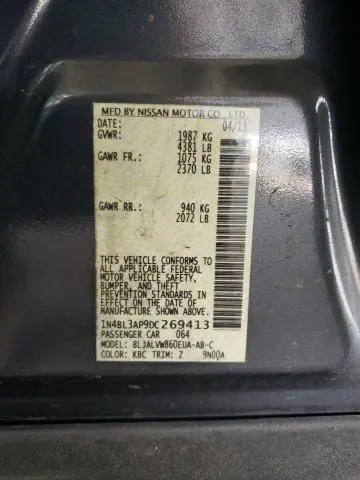 MFD BY NISSAN MOTOR CO., LTD.
DATE: 04/13
GVWR: 1987 KG
4381 LB
GAWR FR.: 1075 KG
2370 LB
GAWR RR.: 940 KG
2072 LB
THIS VEHICLE CONFORMS TO ALL
APPLICABLE U.S. FEDERAL
MOTOR VEHICLE SAFETY,
BUMPER, AND THEFT
PREVENTION STANDARDS IN
EFFECT ON THE DATE OF
MANUFACTURE SHOWN ABOVE.
1N4BL3AP9DC269413
PASSENGER CAR 064
MODEL: BL3ALVW860EUA-AB-C
COLOR: KBC TRIM: Z 9N00A